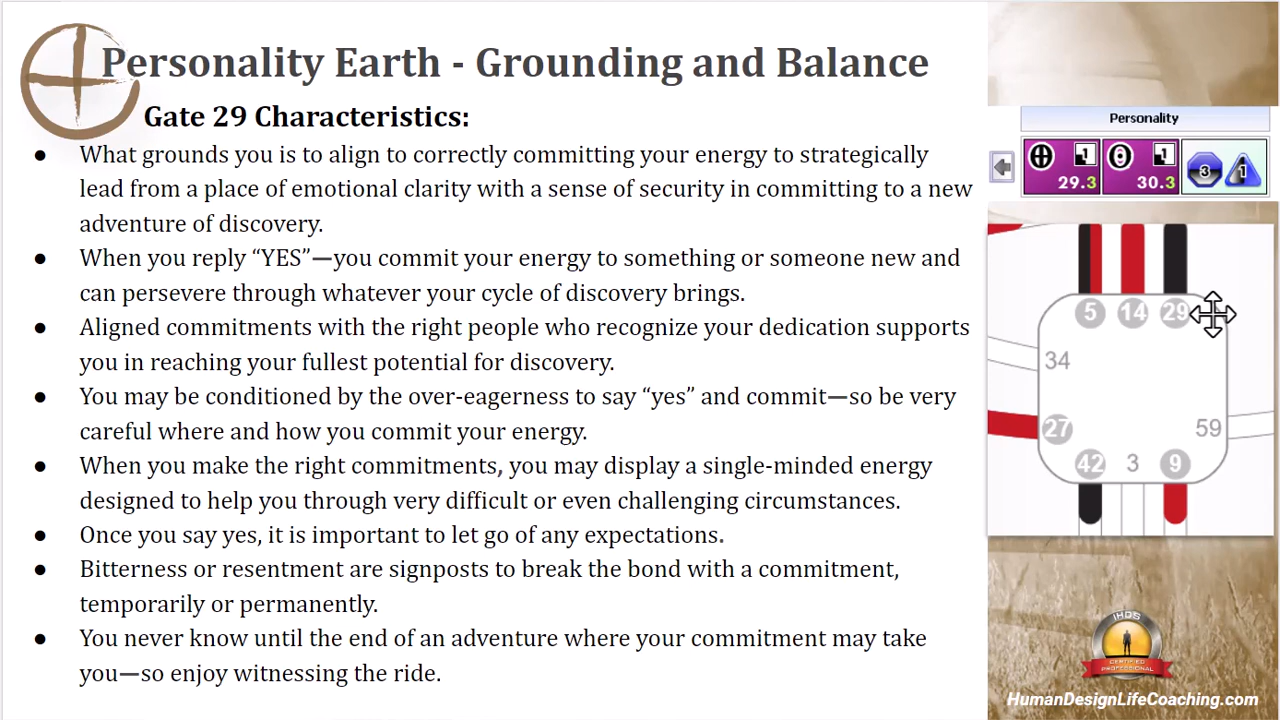 Personality Earth - Grounding and Balance
Gate 29 Characteristics:
● What grounds you is to align to correctly committing your energy to strategically
lead from a place of emotional clarity with a sense of security in committing to a new
adventure of discovery.
● When you reply “YES”—you commit your energy to something or someone new and
can persevere through whatever your cycle of discovery brings.
● Aligned commitments with the right people who recognize your dedication supports
you in reaching your fullest potential for discovery.
● You may be conditioned by the over-eagerness to say “yes” and commit—so be very
careful where and how you commit your energy.
● When you make the right commitments, you may display a single-minded energy
designed to help you through very difficult or even challenging circumstances.
● Once you say yes, it is important to let go of any expectations.
● Bitterness or resentment are signposts to break the bond with a commitment,
temporarily or permanently.
● You never know until the end of an adventure where your commitment may take
you—so enjoy witnessing the ride.
Personality
1 1 3 1
29.3 30.3
5 14 29
34
27 59
42 3 9
IHDS
CERTIFIED
PROFESSIONAL
HumanDesignLifeCoaching.com